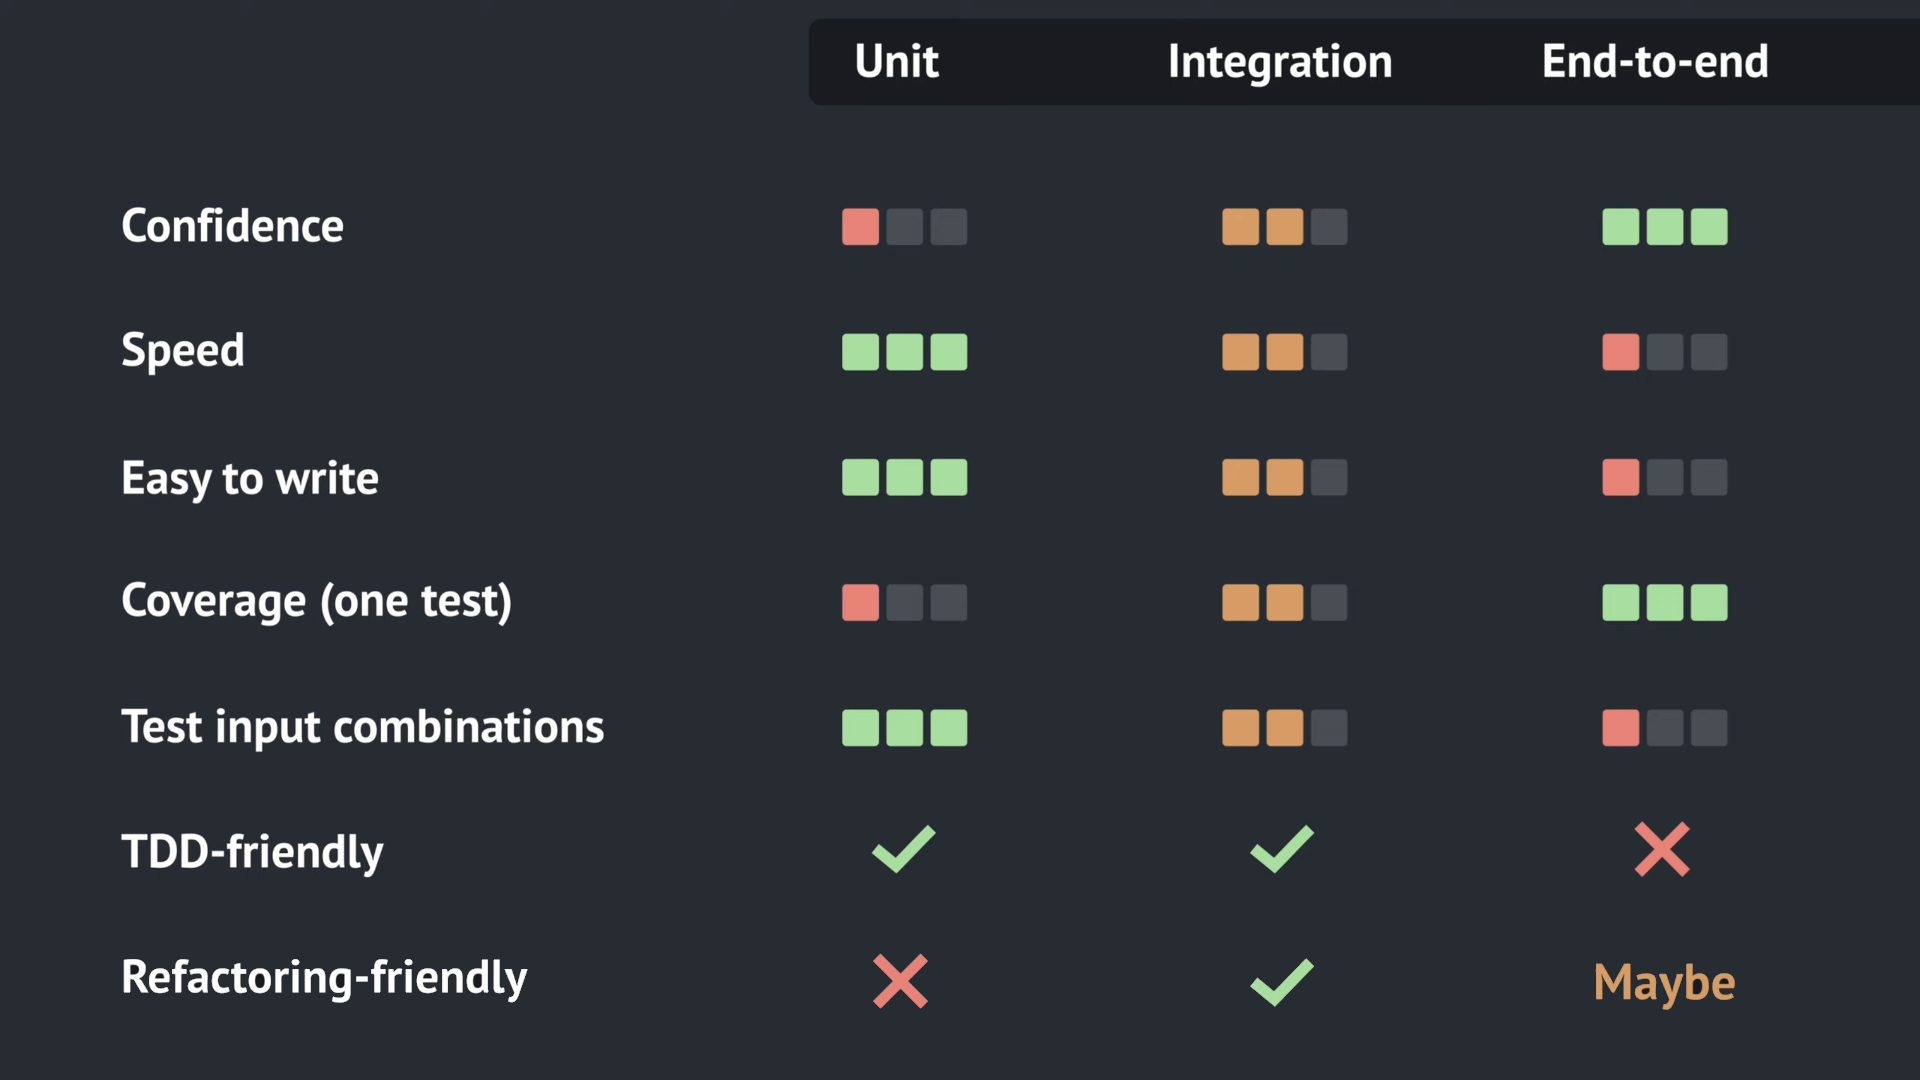 Unit Integration End-to-end
Confidence
Speed
Easy to write
Coverage (one test)
Test input combinations
TDD-friendly
Refactoring-friendly Maybe